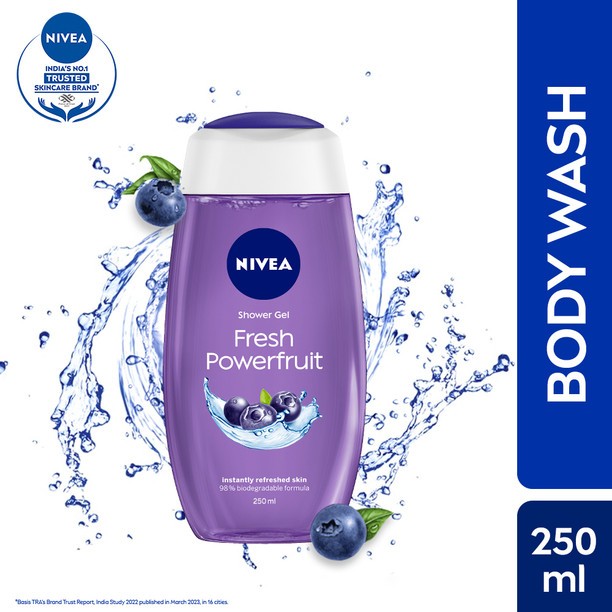 NIVEA
INDIA'S NO.1
TRUSTED
SKINCARE BRAND*
NIVEA
Shower Gel
Fresh
Powerfruit
instantly refreshed skin
98% biodegradable formula
250 ml
BODY WASH
250
ml
*Basis TRA's Brand Trust Report, India Study 2022 published in March 2023, in 16 cities.